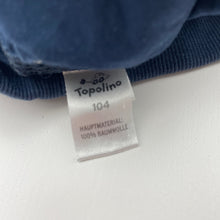 Topolino
104
HAUPTMATERIAL:
100% BAUMWOLLE